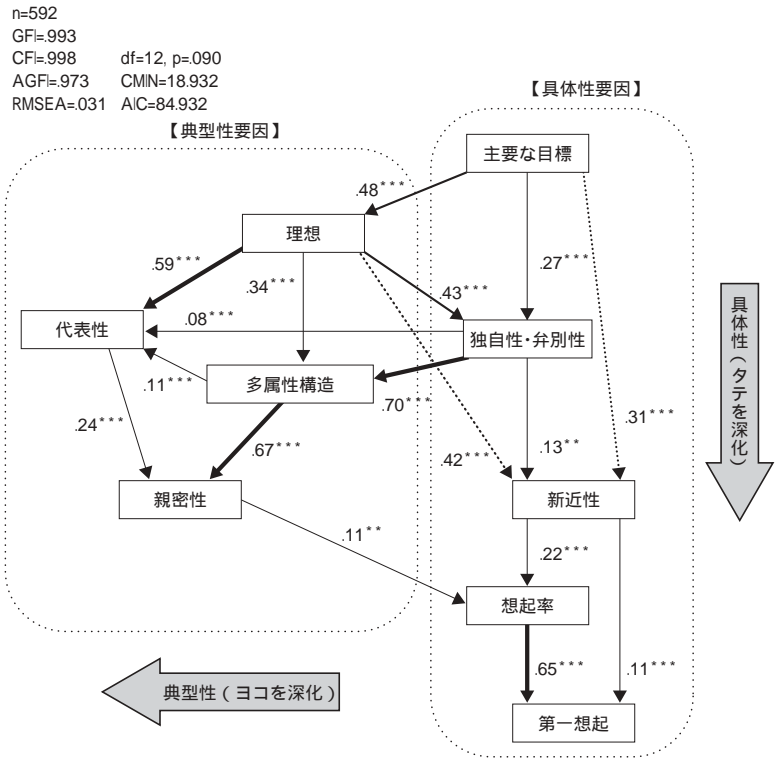 n=592
GFI=.993
CFI=.998 df=12, p=.090
AGFI=.973 CMIN=18.932
RMSEA=.031 AIC=84.932
【具体性要因】
【典型性要因】
主要な目標
.48***
理想
.59***
.34***
.43***
.27***
代表性
.08***
独自性・弁別性
.11***
多属性構造
.70***
.31***
.24***
.67***
.42***
.13**
親密性
新近性
.11**
.22***
想起率
.65***
.11***
第一想起
具体性(タテを深化)
典型性(ヨコを深化)